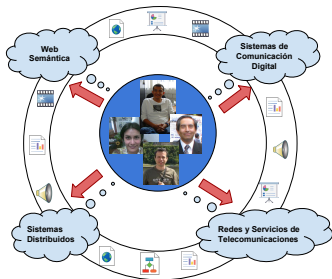 Web
Semántica
Sistemas de
Comunicación
Digital
Sistemas
Distribuidos
Redes y Servicios de
Telecomunicaciones